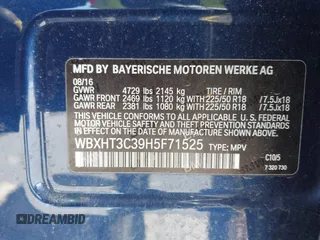 MFD BY BAYERISCHE MOTOREN WERKE AG
08/16
GVWR 4729 lbs 2145 kg TIRE / RIM
GAWR FRONT 2469 lbs 1120 kg WITH 225/50 R18 /7.5Jx18
GAWR REAR 2381 lbs 1080 kg WITH 225/50 R18 /7.5Jx18
THIS VEHICLE CONFORMS TO ALL APPLICABLE U.S. FEDERAL
MOTOR VEHICLE SAFETY, BUMPER, AND THEFT PREVENTION
STANDARDS IN EFFECT ON THE DATE OF MANUFACTURE
SHOWN ABOVE.
WBXHT3C39H5F71525 TYPE: MPV
C10/5
7 320 730
DREAMBID